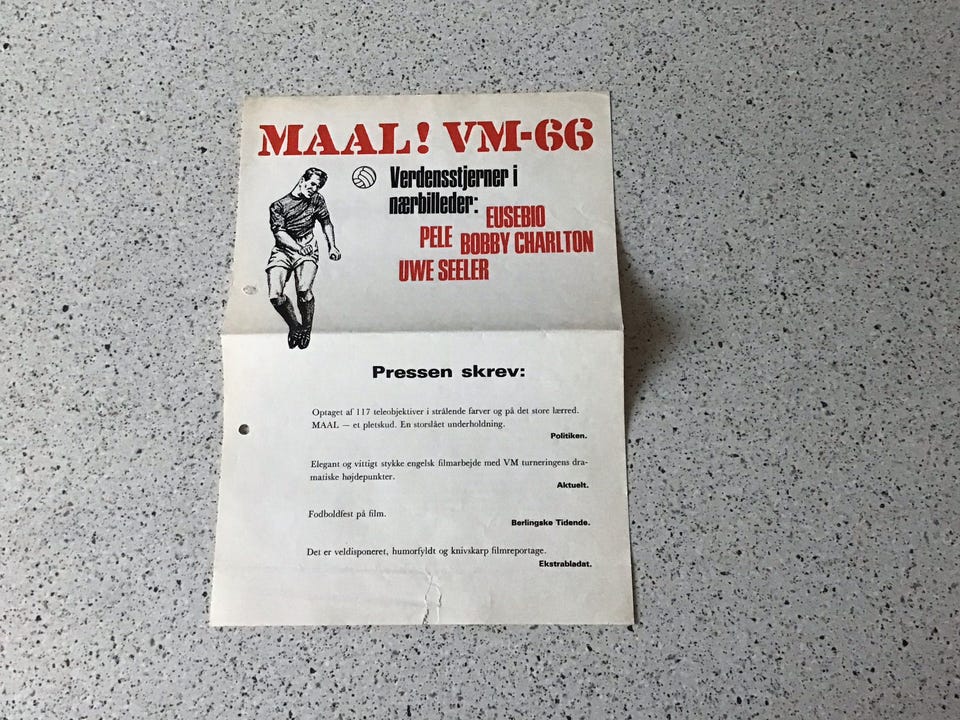 MAAL! VM-66
Verdensstjerner i
nærbilleder:
EUSEBIO
PELE BOBBY CHARLTON
UWE SEELER
Pressen skrev:
Optaget af 117 teleobjektiver i strålende farver og på det store lærred.
MAAL — et pletskud. En storslået underholdning.
Politiken.
Elegant og vittigt stykke engelsk filmarbejde med VM turneringens dra-
matiske højdepunkter.
Aktuelt.
Fodboldfest på film.
Berlingske Tidende.
Det er veldisponeret, humorfyldt og knivskarp filmreportage.
Ekstrabladat.